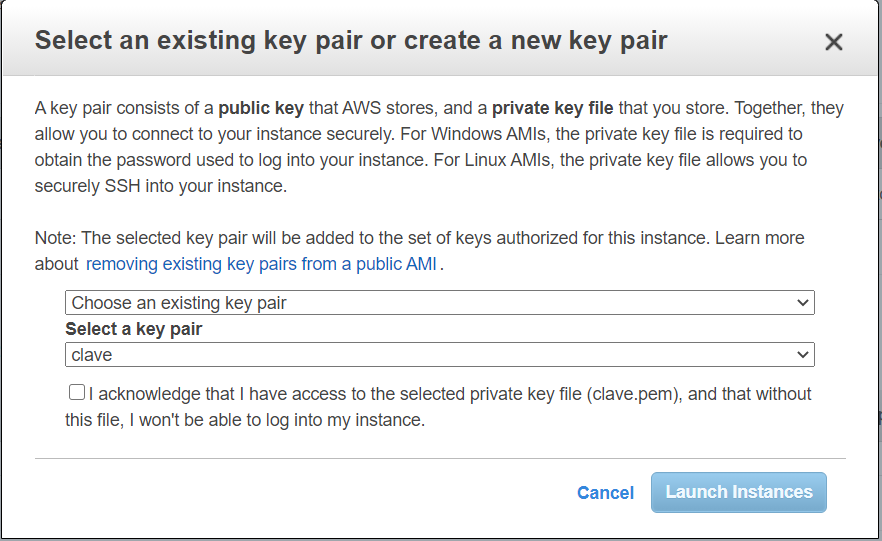 Select an existing key pair or create a new key pair
A key pair consists of a public key that AWS stores, and a private key file that you store. Together, they
allow you to connect to your instance securely. For Windows AMIs, the private key file is required to
obtain the password used to log into your instance. For Linux AMIs, the private key file allows you to
securely SSH into your instance.
Note: The selected key pair will be added to the set of keys authorized for this instance. Learn more
about removing existing key pairs from a public AMI .
Choose an existing key pair
Select a key pair
clave
I acknowledge that I have access to the selected private key file (clave.pem), and that without
this file, I won't be able to log into my instance.
Cancel Launch Instances